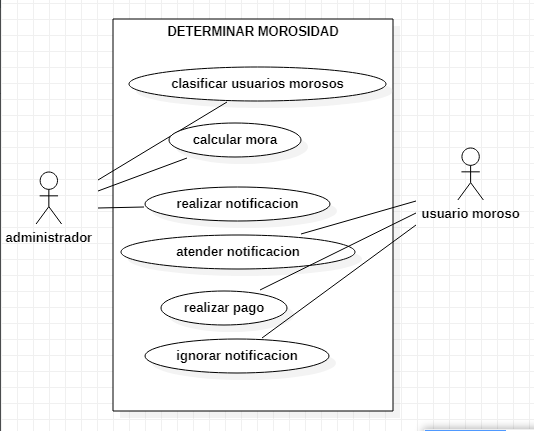 DETERMINAR MOROSIDAD
clasificar usuarios morosos
calcular mora
realizar notificacion
administrador
usuario moroso
atender notificacion
realizar pago
ignorar notificacion